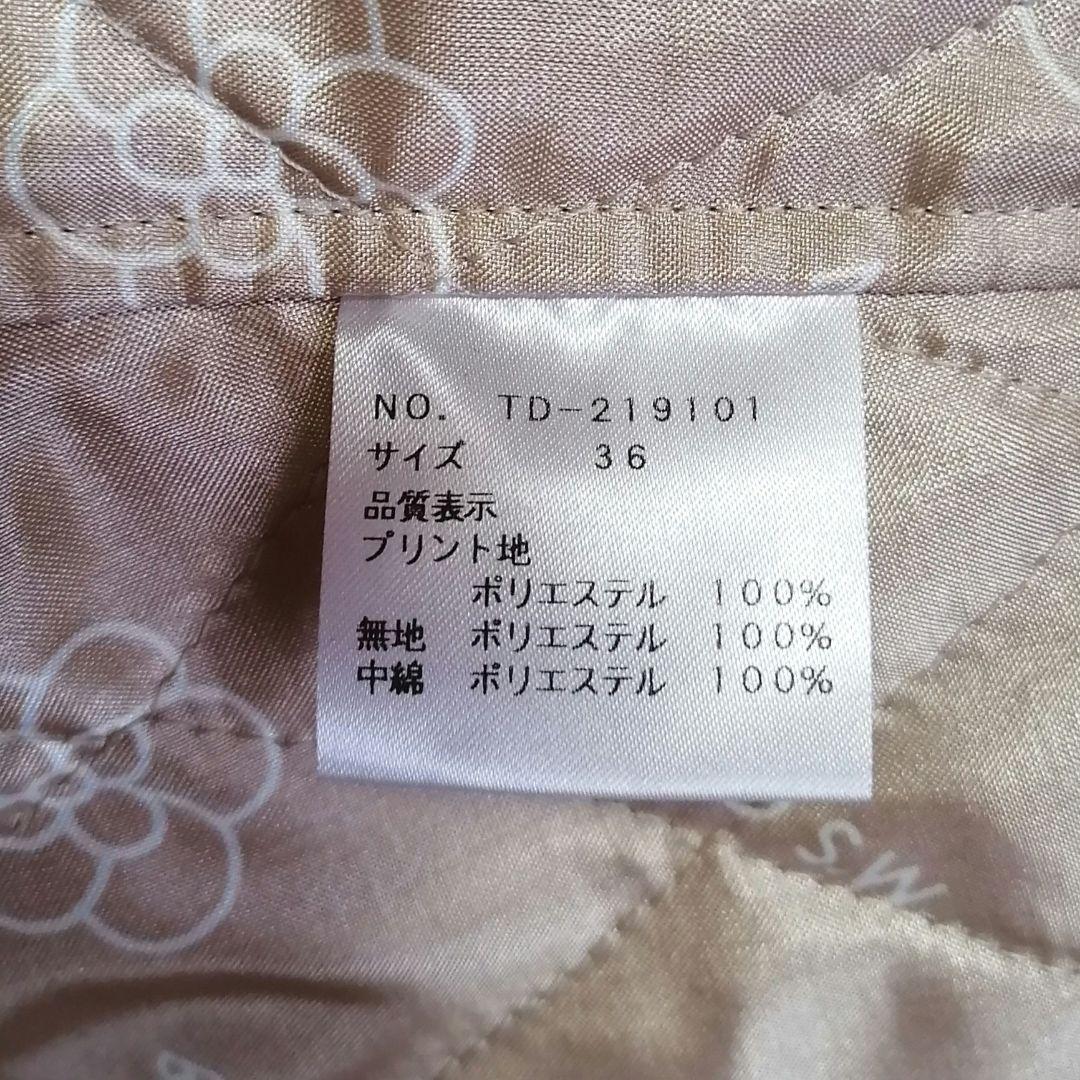 NO. TD-219101
サイズ 36
品質表示
プリント地
ポリエステル 100%
無地 ポリエステル 100%
中綿 ポリエステル 100%